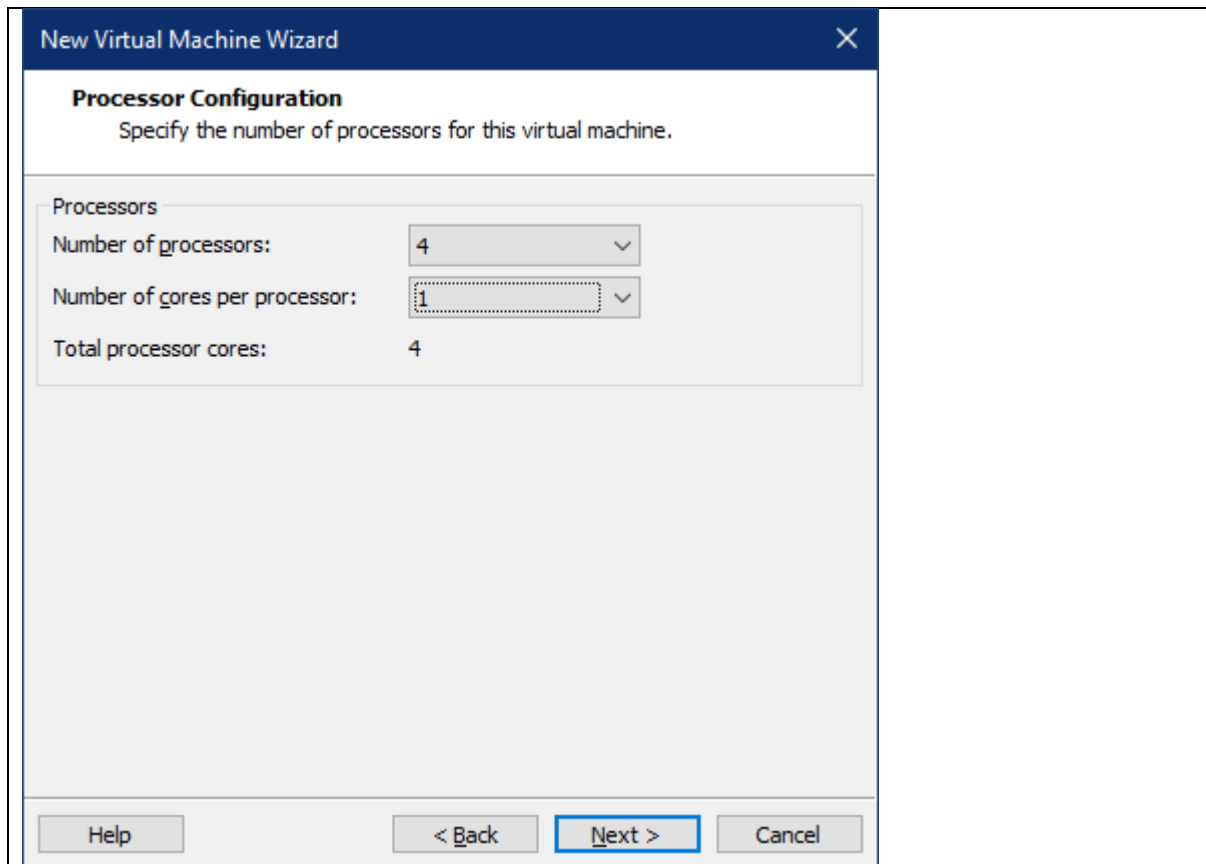 New Virtual Machine Wizard
Processor Configuration
Specify the number of processors for this virtual machine.
Processors
Number of processors: 4
Number of cores per processor: 1
Total processor cores: 4
Help < Back Next > Cancel